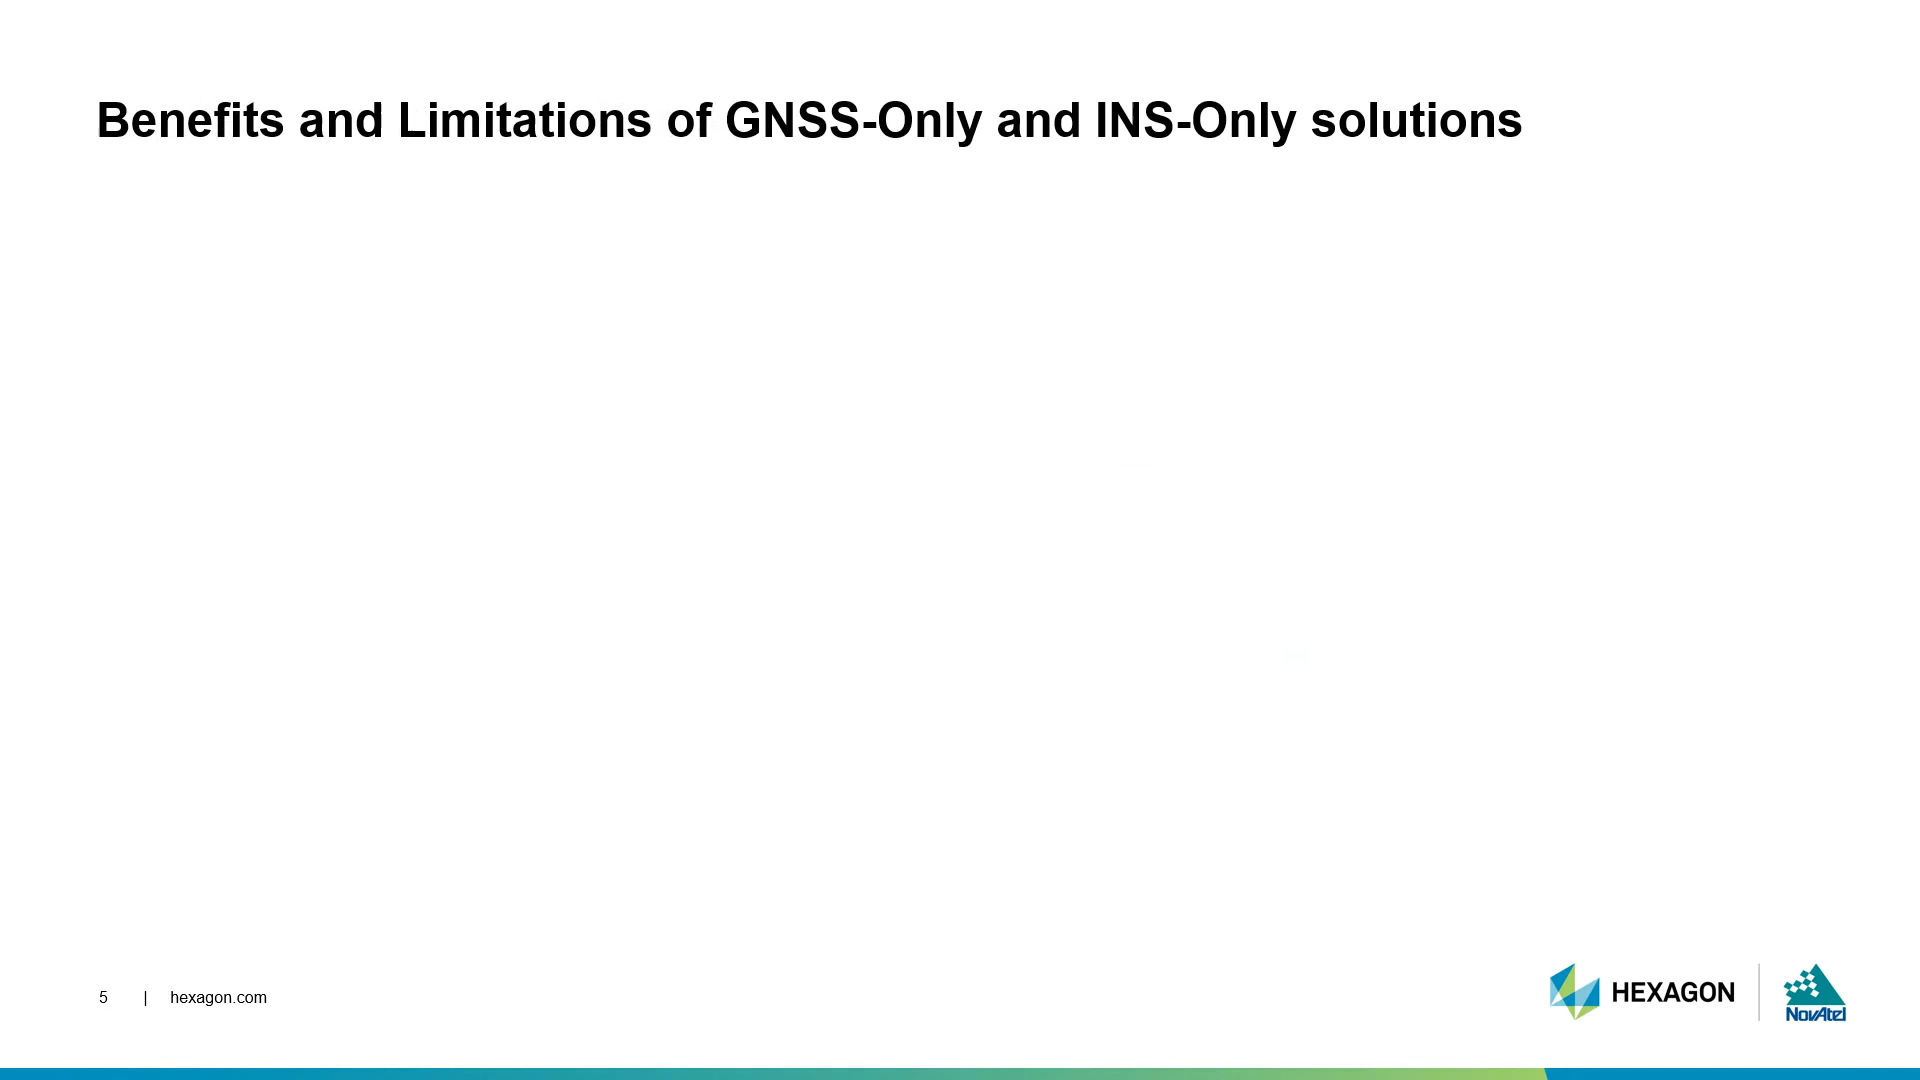 Benefits and Limitations of GNSS-Only and INS-Only solutions
5 | hexagon.com
HEXAGON
NovAtel